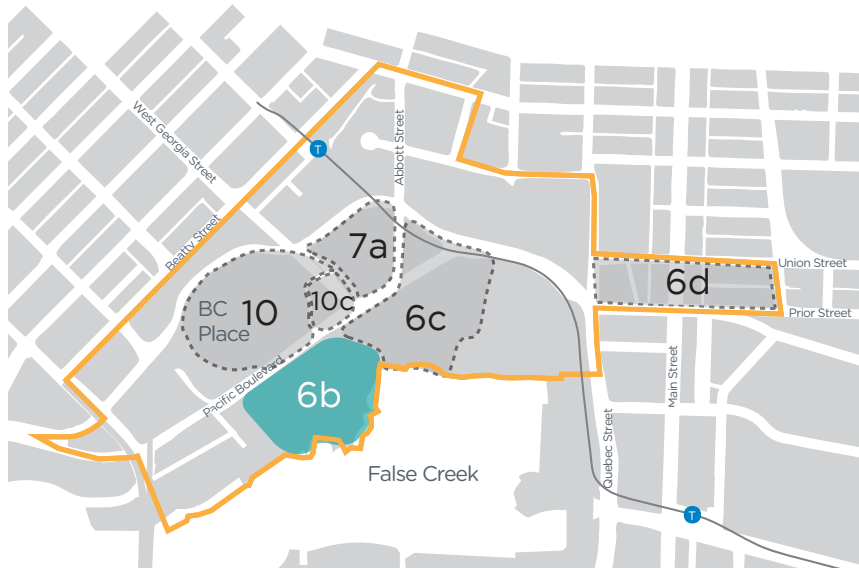 West Georgia Street
Abbott Street
T
Beatty Street
7a
Union Street
6d
BC
Place
10
10c
6c
Prior Street
Pacific Boulevard
6b
Main Street
Quebec Street
False Creek
T